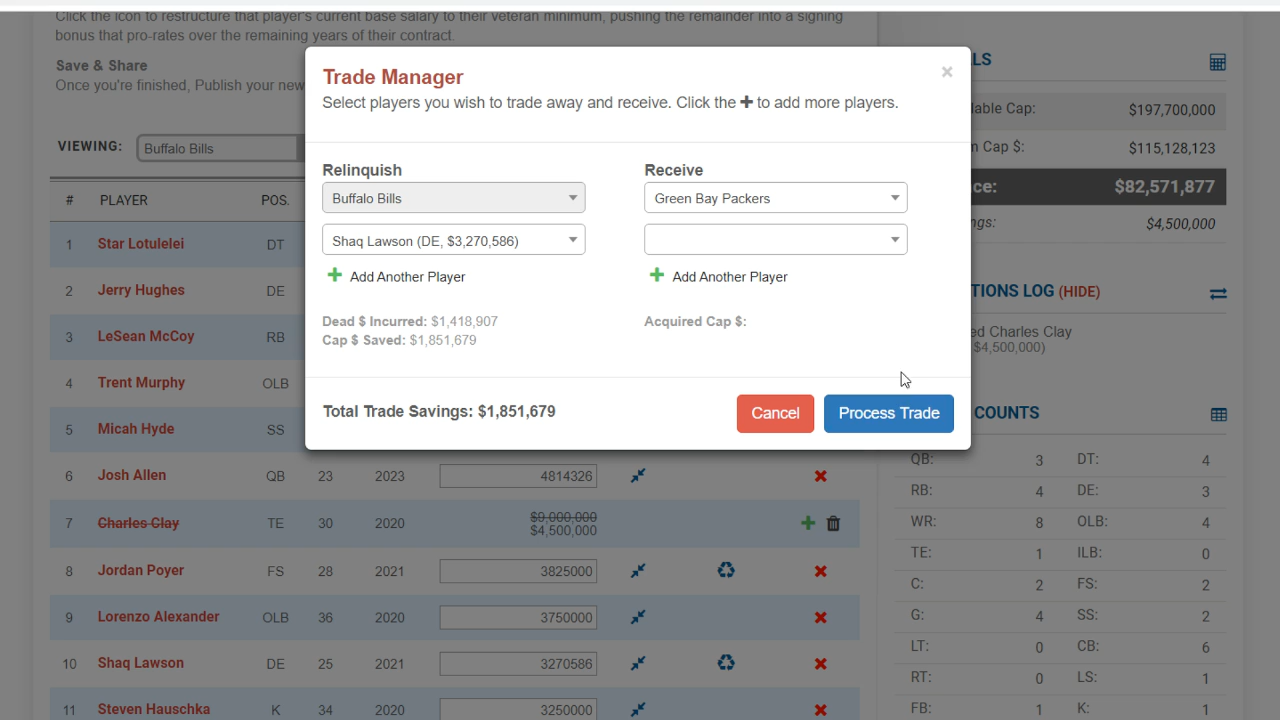 Click the icon to restructure that player's current base salary to their veteran minimum, pushing the remainder into a signing
bonus that pro-rates over the remaining years of their contract.
Save & Share
Once you're finished, Publish your new
VIEWING: Buffalo Bills
# PLAYER POS.
1 Star Lotulelei DT
2 Jerry Hughes DE
3 LeSean McCoy RB
4 Trent Murphy OLB
5 Micah Hyde SS
Trade Manager ×
Select players you wish to trade away and receive. Click the + to add more players.
Relinquish
Buffalo Bills
Shaq Lawson (DE, $3,270,586)
Add Another Player
Dead $ Incurred: $1,418,907
Cap $ Saved: $1,851,679
Receive
Green Bay Packers
Add Another Player
Acquired Cap $:
Total Trade Savings: $1,851,679
Cancel Process Trade
6 Josh Allen QB 23 2023 4814326
7 Charles Clay TE 30 2020 $9,000,000
$4,500,000
8 Jordan Poyer FS 28 2021 3825000
9 Lorenzo Alexander OLB 36 2020 3750000
10 Shaq Lawson DE 25 2021 3270586
11 Steven Hauschka K 34 2020 3250000
LS
lable Cap: $197,700,000
Cap $: $115,128,123
ce: $82,571,877
ngs: $4,500,000
TIONS LOG (HIDE)
ed Charles Clay
$4,500,000)
COUNTS
QB: 3 DT: 4
RB: 4 DE: 3
WR: 8 OLB: 4
TE: 1 ILB: 0
C: 2 FS: 2
G: 4 SS: 2
LT: 0 CB: 6
RT: 0 LS: 1
FB: 1 K: 1